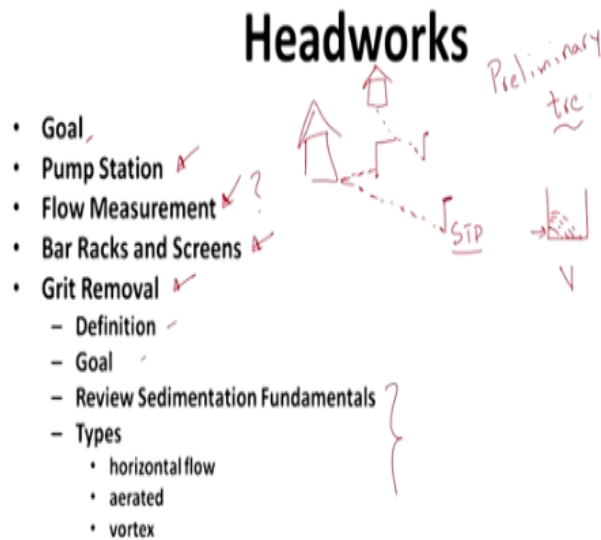 Headworks
Preliminary
tre.
• Goal
• Pump Station
• Flow Measurement ?
• Bar Racks and Screens
• Grit Removal
– Definition
– Goal
– Review Sedimentation Fundamentals
– Types
• horizontal flow
• aerated
• vortex
STP
V